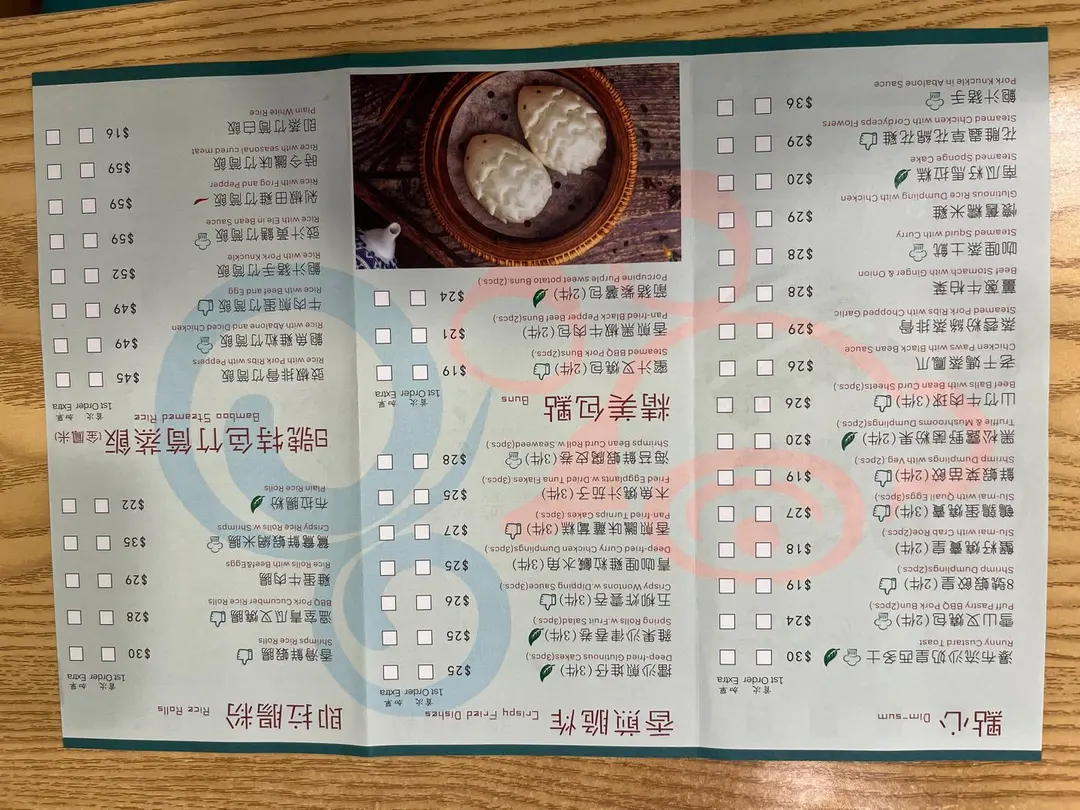 點心 Dim-sum
首次 加單
1st Order Extra
瀑布流沙奶皇西多士 $30
Runny Custard Toast
雪山叉燒包(2件) $24
Puff Pastry BBQ Pork Bun(2pcs.)
8號蝦餃皇(2件) $19
Shrimp Dumplings(2pcs.)
蟹籽燒賣皇(2件) $18
Siu-mai with Crab Roe(2pcs.)
鵪鶉蛋燒賣(3件) $27
Siu-mai with Quail Eggs(3pcs.)
鮮蝦菜苗餃(2件) $19
Shrimp Dumplings with Veg.(2pcs.)
黑松露野菌粿(2件) $20
Truffle & Mushrooms Dumplings(2pcs.)
山竹牛肉球(3件) $26
Beef Balls with Bean Curd Sheets(3pcs.)
老干媽蒸鳳爪 $26
Chicken Paws with Black Bean Sauce
蒸蓉粉絲蒸排骨 $29
Steamed Pork Ribs with Chopped Garlic
薑蔥牛柏葉 $28
Beef Stomach with Ginger & Onion
咖喱蒸土魷 $28
Steamed Squid with Curry
懷舊糯米雞 $29
Glutinous Rice Dumpling with Chicken
南瓜籽馬拉糕 $20
Steamed Sponge Cake
花雕蟲草花綿花雞 $29
Steamed Chicken with Cordyceps Flowers
鮑汁豬手 $36
Pork Knuckle in Abalone Sauce
香煎脆炸 Crispy Fried Dishes
首次 加單
1st Order Extra
擂沙煎堆仔(3件) $25
Deep-fried Glutinous Cakes(3pcs.)
雜果沙律春卷(3件) $25
Spring Rolls w. Fruit Salad(3pcs.)
五柳炸雲吞(3件) $26
Crispy Wontons w. Dipping Sauce(3pcs.)
青咖哩雞粒鹹水角(3件) $25
Deep-fried Curry Chicken Dumplings(3pcs.)
香煎臘味蘿蔔糕(3件) $27
Pan-fried Turnips Cakes(3pcs.)
木魚燒汁茄子(3件) $25
Fried Eggplants w. Dried Tuna Flakes(3pcs.)
海苔鮮蝦腐皮卷(3件) $28
Shrimps Bean Curd Roll w. Seaweed(3pcs.)
精美包點 Buns
首次 加單
1st Order Extra
蜜汁叉燒包(2件) $19
Steamed BBQ Pork Buns(2pcs.)
香煎黑椒牛肉包(2件) $21
Pan-fried Black Pepper Beef Buns(2pcs.)
箭豬紫薯包(2件) $24
Porcupine Purple sweet potato Buns(2pcs.)
即拉腸粉 Rice Rolls
首次 加單
1st Order Extra
香滑鮮蝦腸 $30
Shrimps Rice Rolls
溫室青瓜叉燒腸 $28
BBQ Pork Cucumber Rice Rolls
雞蛋牛肉腸 $29
Rice Rolls with Beef&Eggs
鴛鴦鮮蝦網米腸 $35
Crispy Rice Rolls w Shrimps
布拉腸粉 $22
Plain Rice Rolls
8號特色竹筒蒸飯(金鳳米)
Bamboo Steamed Rice
首次 加單
1st Order Extra
豉椒排骨竹筒飯 $45
Rice with Pork Ribs with Peppers
鮑魚雞粒竹筒飯 $49
Rice with Abalone and Diced Chicken
牛肉煎蛋竹筒飯 $49
Rice with Beef and Egg
鮑汁豬手竹筒飯 $52
Rice with Pork Knuckle
豉汁黃鱔竹筒飯 $59
Rice with Ele in Bean Sauce
剁椒田雞竹筒飯 $59
Rice with Frog and Pepper
時令臘味竹筒飯 $59
Rice with seasonal cured meat
即蒸竹筒白飯 $16
Plain White Rice